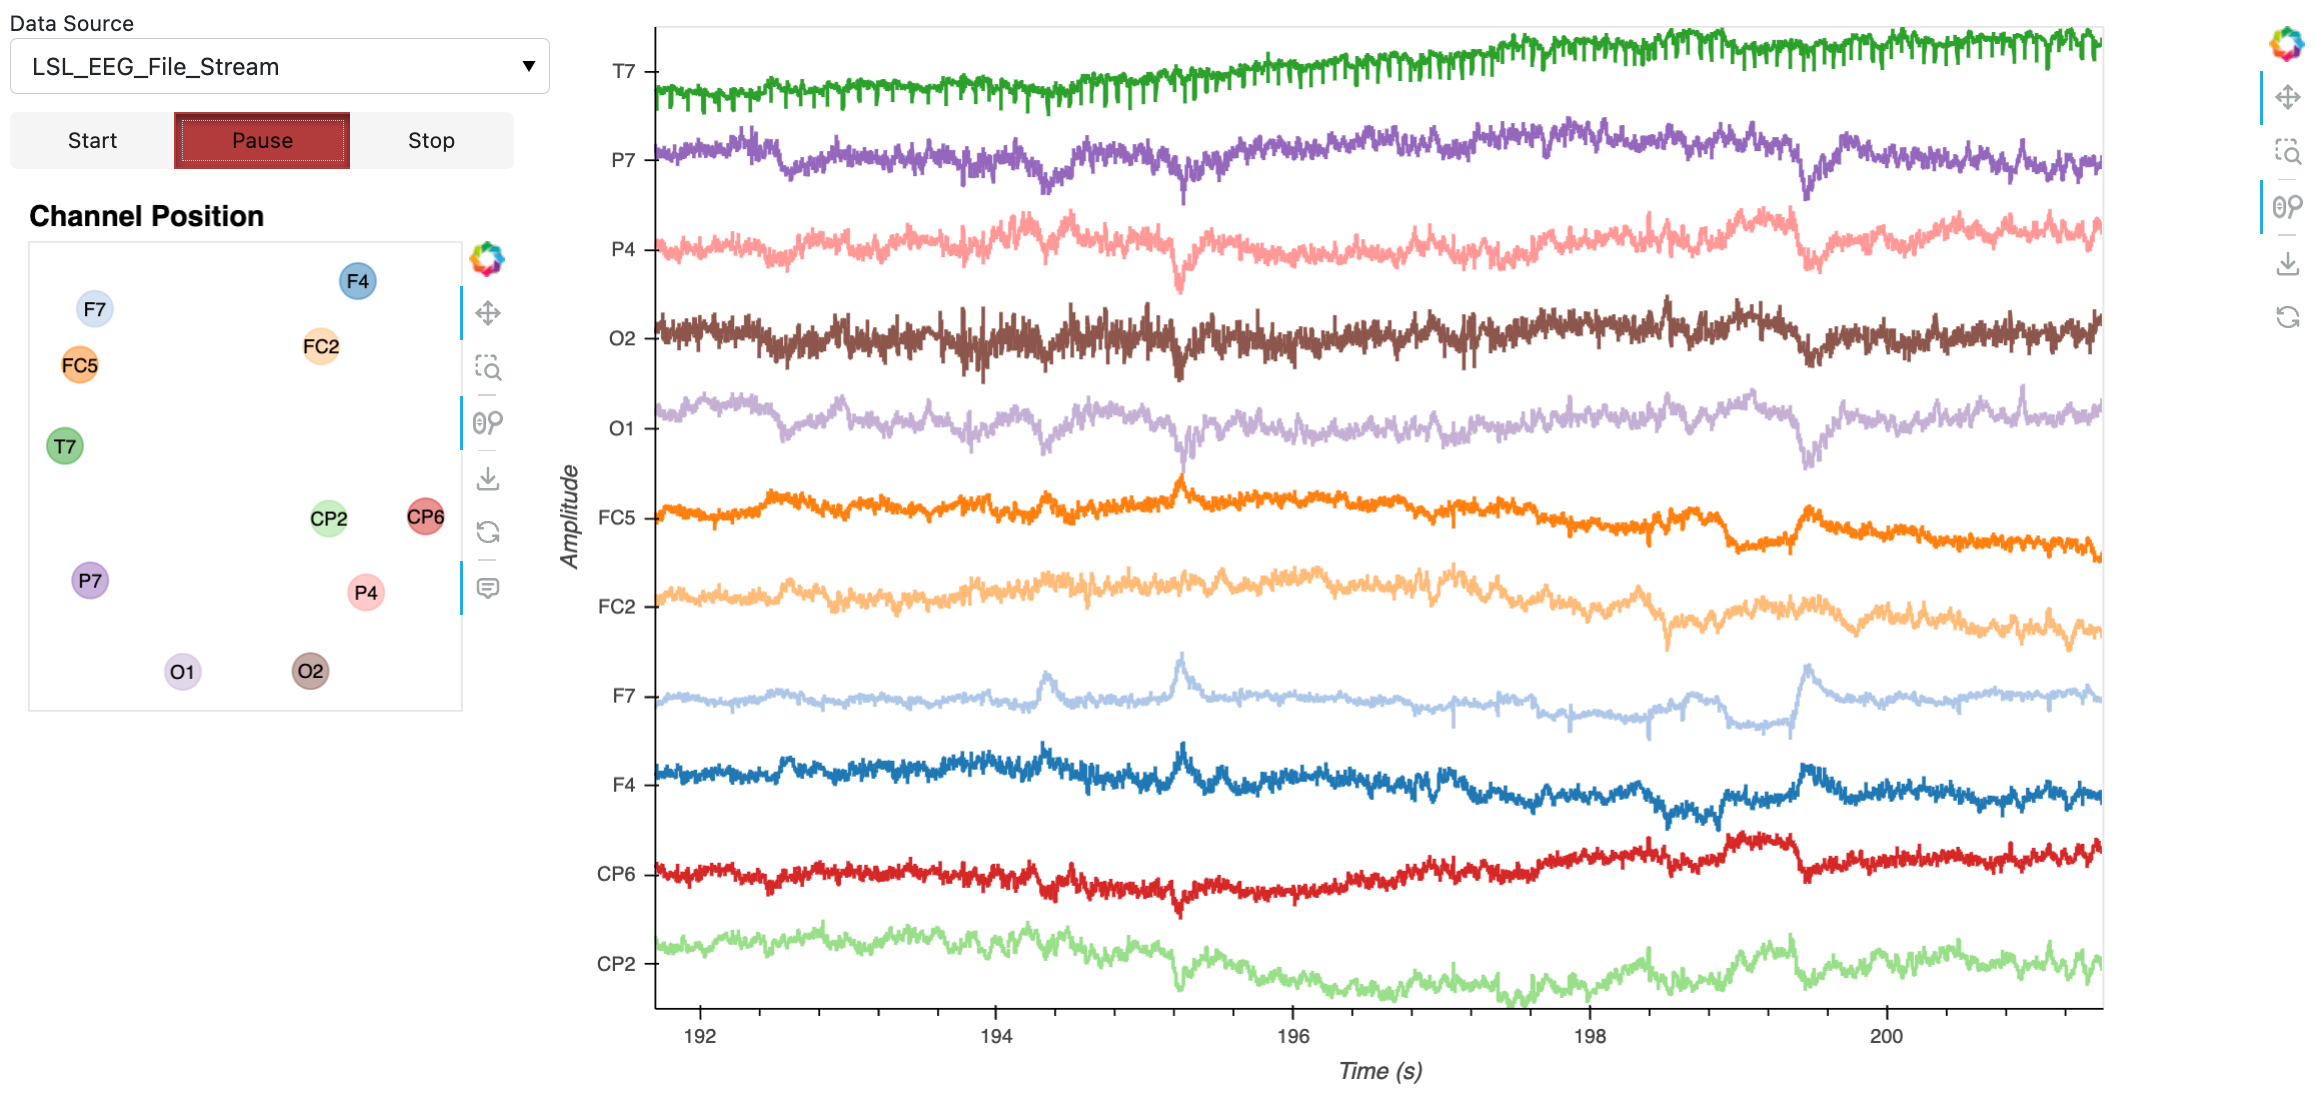 Data Source
LSL_EEG_File_Stream
Start Pause Stop
Channel Position
F4
F7
FC2
FC5
T7
CP2
CP6
P7
P4
O1
O2
Amplitude
T7
P7
P4
O2
O1
FC5
FC2
F7
F4
CP6
CP2
192 194 196 198 200
Time (s)